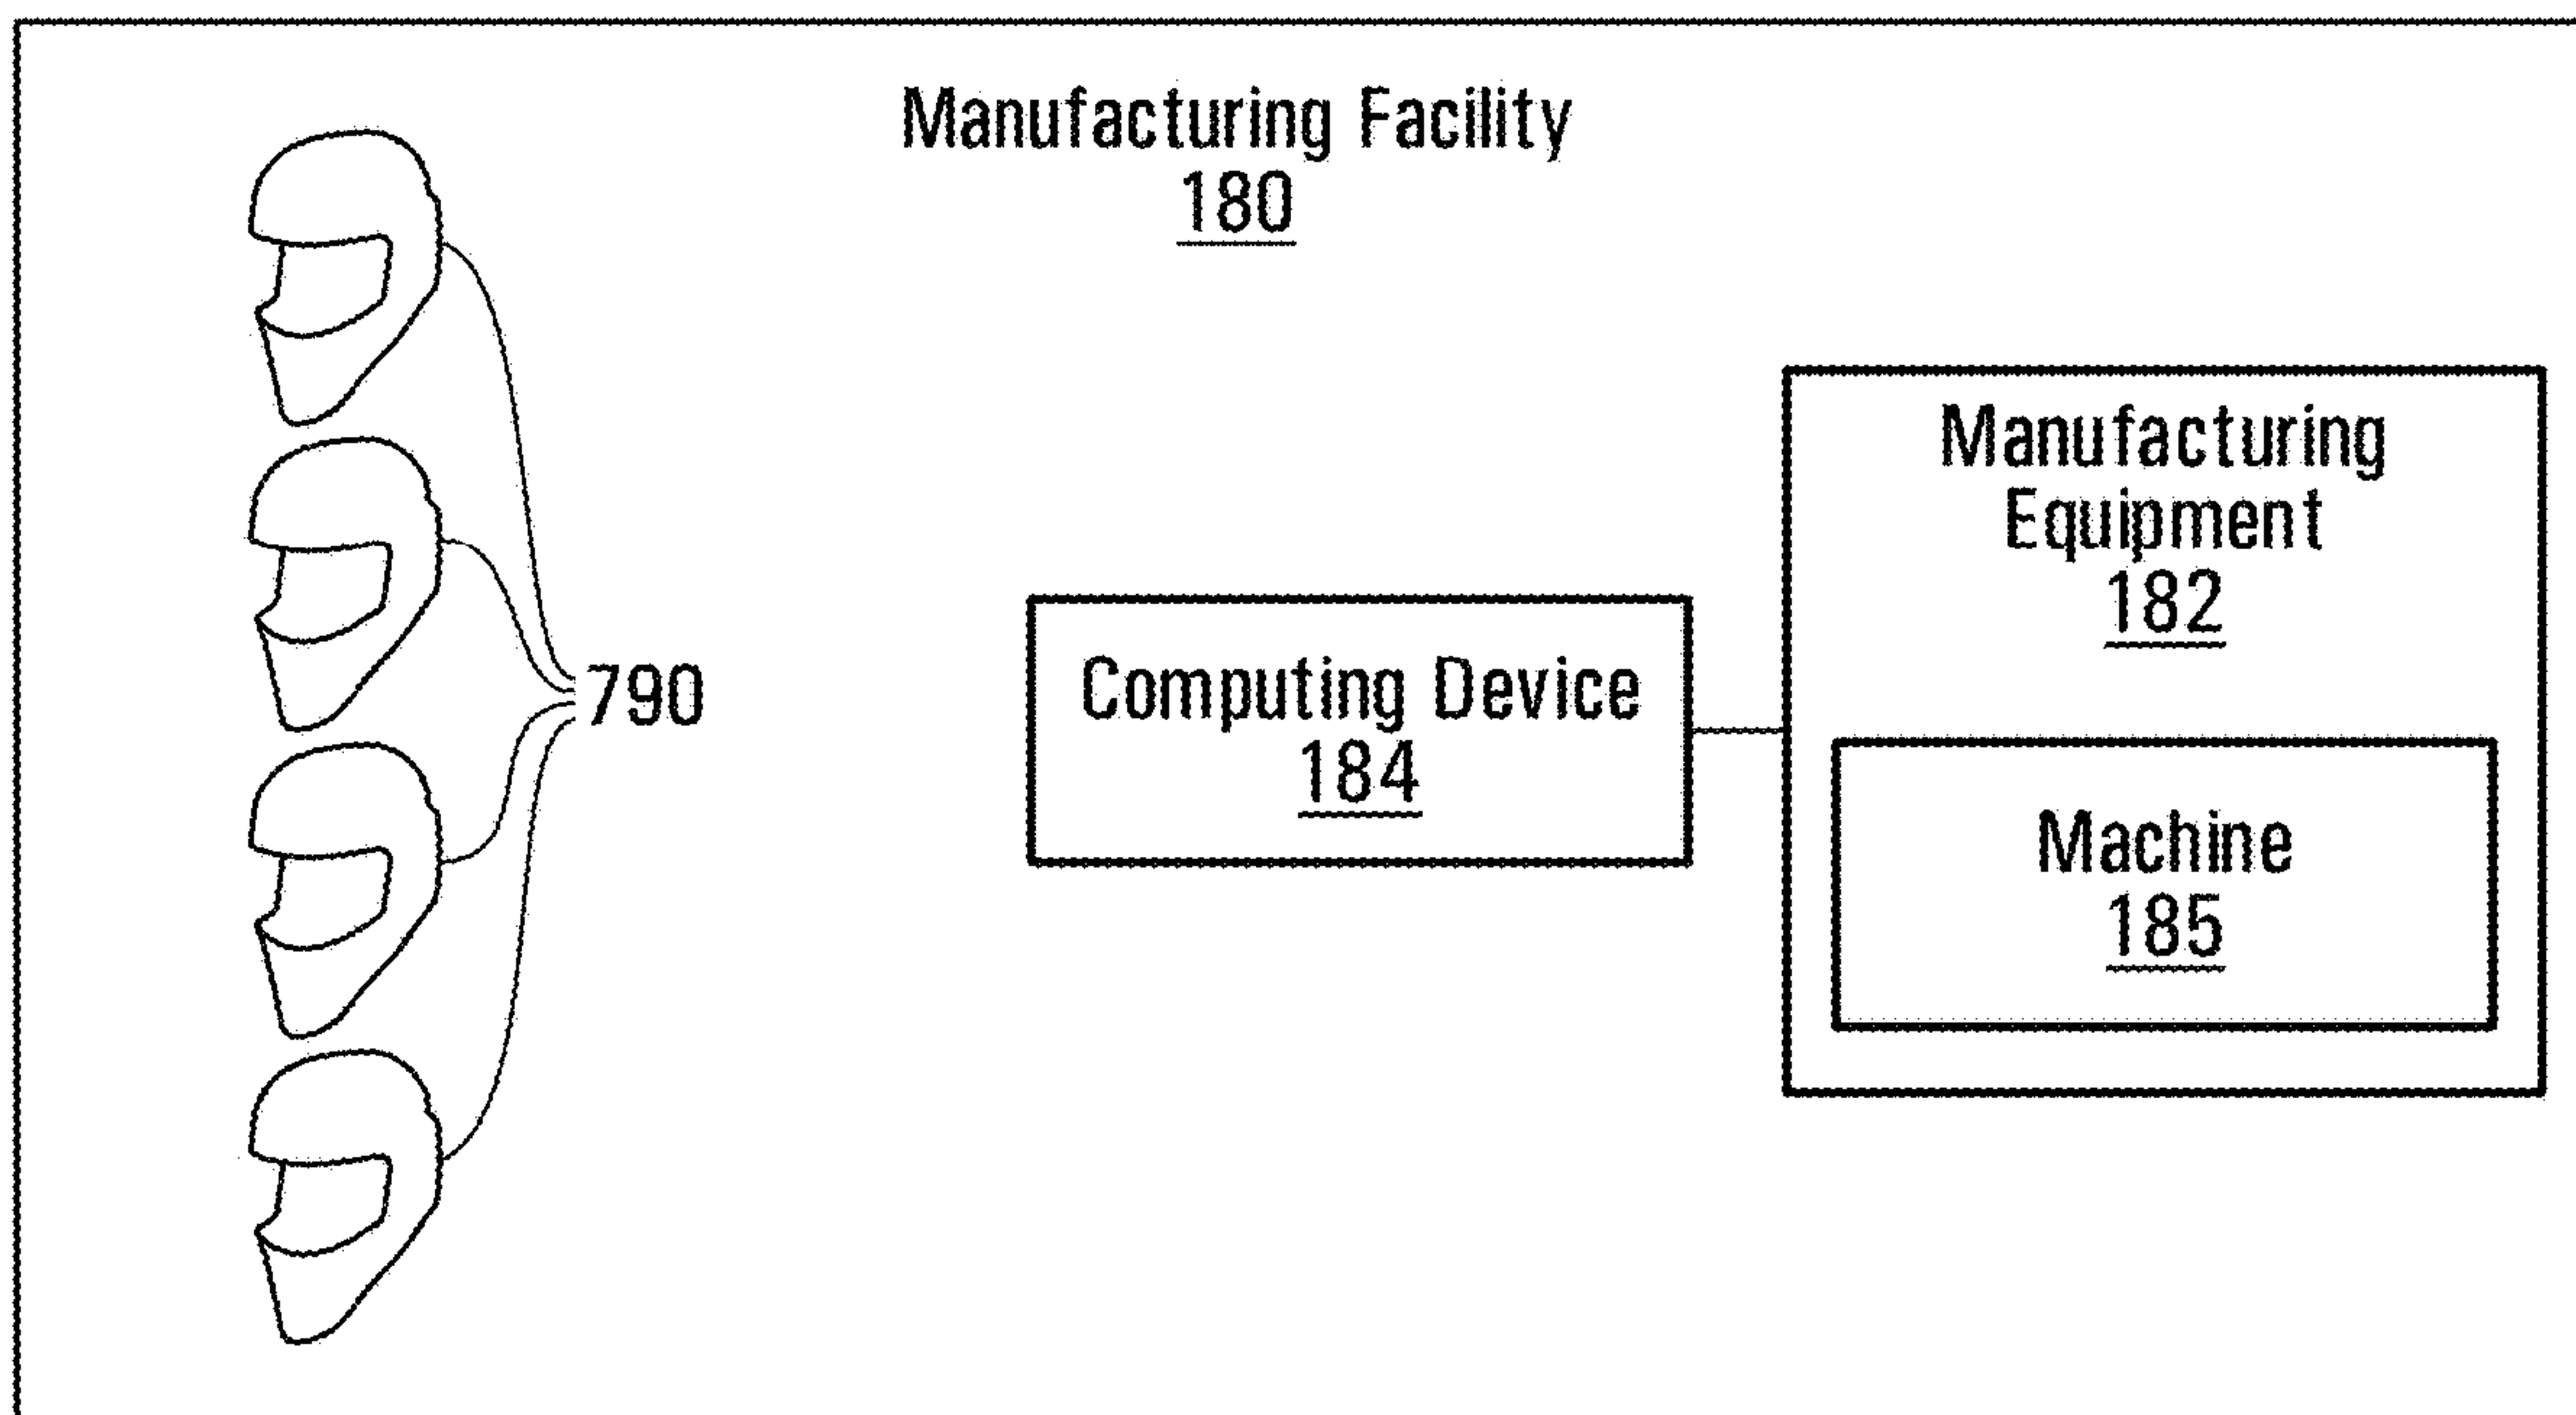 Manufacturing Facility
180
790
Computing Device
184
Manufacturing
Equipment
182
Machine
185